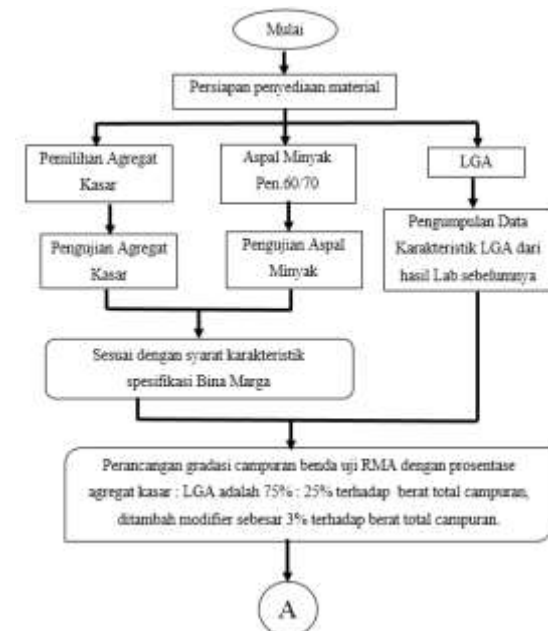 Mulai
Persiapan penyediaan material
Pemilihan Agregat
Kasar
Aspal Minyak
Pen.60/70
LGA
Pengujian Agregat
Kasar
Pengujian Aspal
Minyak
Pengumpulan Data
Karakteristik LGA dari
hasil Lab sebelumnya
Sesuai dengan syarat karakteristik
spesifikasi Bina Marga
Perancangan gradasi campuran benda uji RMA dengan prosentase
agregat kasar : LGA adalah 75% : 25% terhadap berat total campuran,
ditambah modifier sebesar 3% terhadap berat total campuran.
A